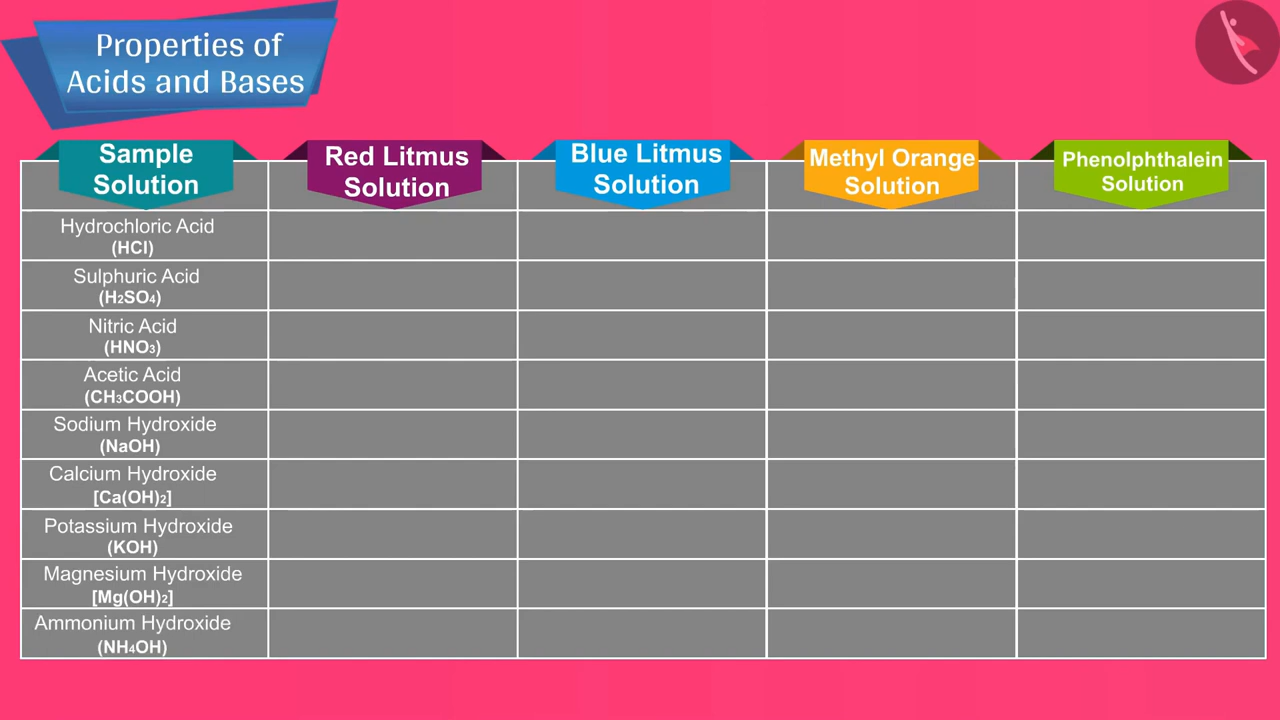 Properties of
Acids and Bases
Sample
Solution
Red Litmus
Solution
Blue Litmus
Solution
Methyl Orange
Solution
Phenolphthalein
Solution
Hydrochloric Acid
(HCl)
Sulphuric Acid
(H₂SO₄)
Nitric Acid
(HNO₃)
Acetic Acid
(CH₃COOH)
Sodium Hydroxide
(NaOH)
Calcium Hydroxide
[Ca(OH)₂]
Potassium Hydroxide
(KOH)
Magnesium Hydroxide
[Mg(OH)₂]
Ammonium Hydroxide
(NH₄OH)